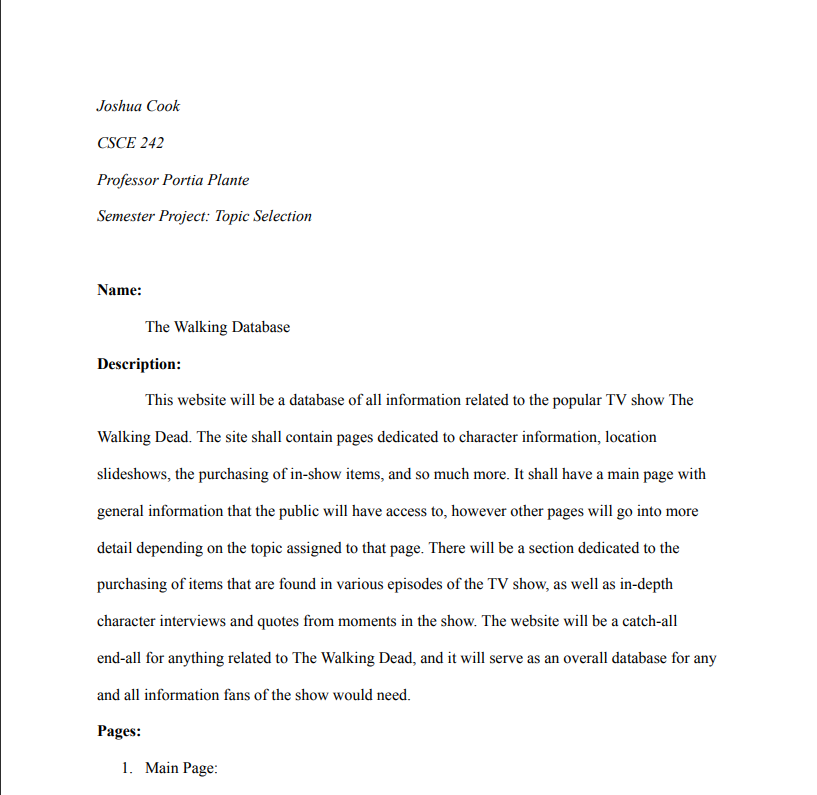 Joshua Cook
CSCE 242
Professor Portia Plante
Semester Project: Topic Selection
Name:
The Walking Database
Description:
This website will be a database of all information related to the popular TV show The
Walking Dead. The site shall contain pages dedicated to character information, location
slideshows, the purchasing of in-show items, and so much more. It shall have a main page with
general information that the public will have access to, however other pages will go into more
detail depending on the topic assigned to that page. There will be a section dedicated to the
purchasing of items that are found in various episodes of the TV show, as well as in-depth
character interviews and quotes from moments in the show. The website will be a catch-all
end-all for anything related to The Walking Dead, and it will serve as an overall database for any
and all information fans of the show would need.
Pages:
1. Main Page: